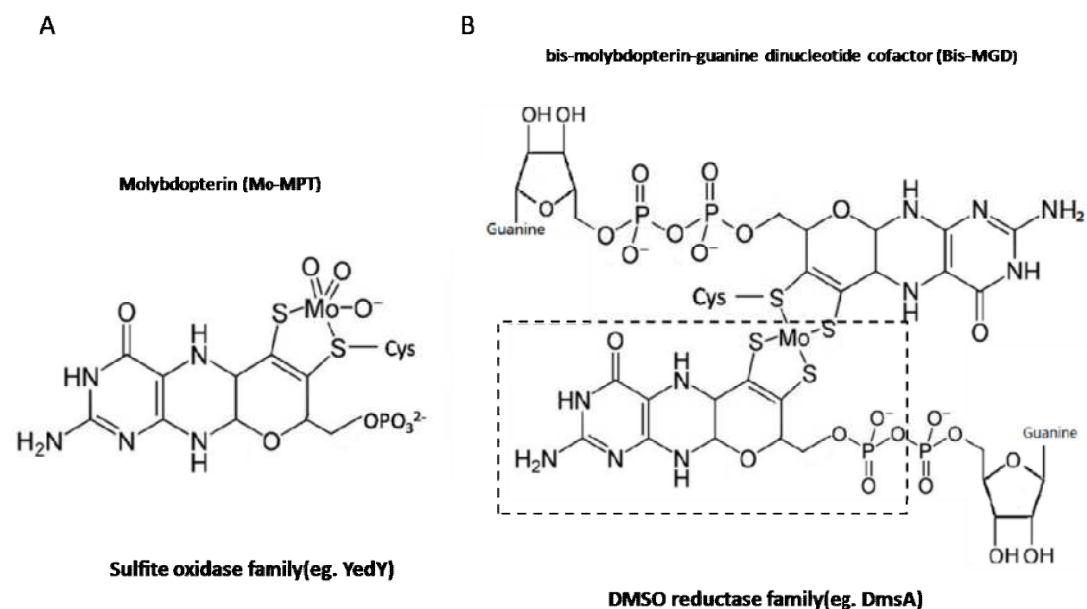 A
B
bis-molybdopterin-guanine dinucleotide cofactor (Bis-MGD)
Molybdopterin (Mo-MPT)
OH OH
O
Guanine
O O
O P O P O
O⁻ O⁻
O H N N NH₂
NH
N H O
Cys S S
Mo
S S
O O
S Mo O⁻
S Cys
O H N
HN
H₂N N N H O OPO₃²⁻
O H N
HN
H₂N N N H O
O P O P O
O⁻ O⁻
O O
Guanine
O
OH OH
Sulfite oxidase family(eg. YedY)
DMSO reductase family(eg. DmsA)